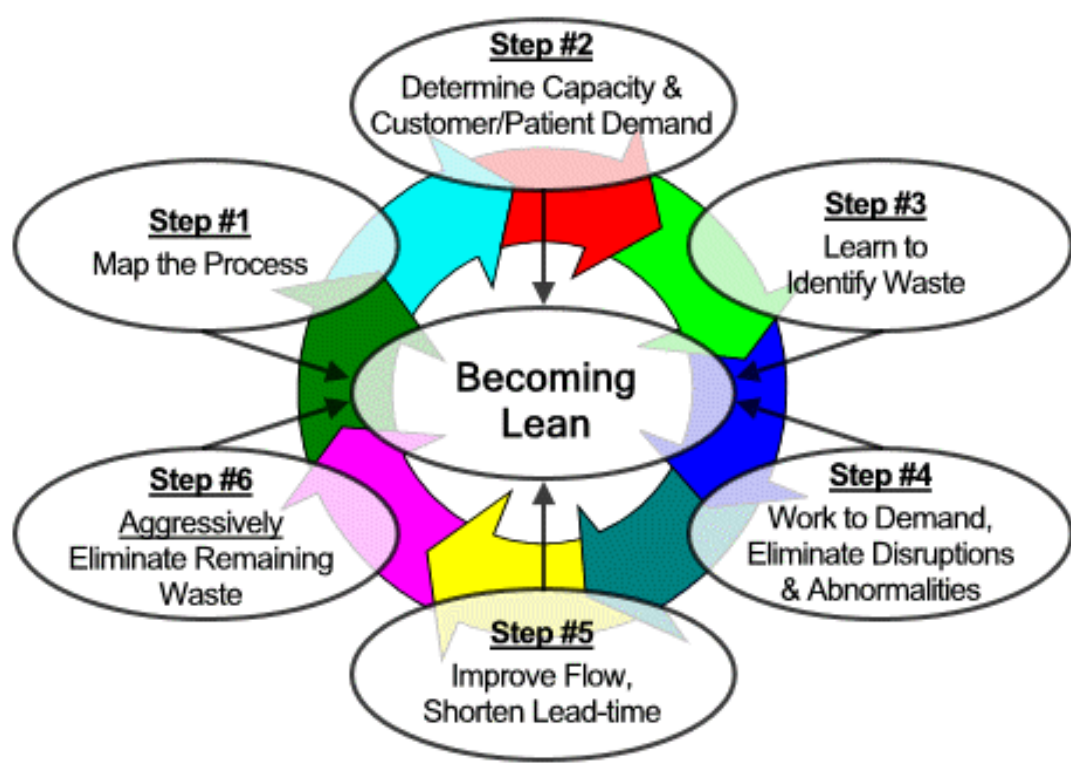 Step #1
Map the Process
Step #2
Determine Capacity &
Customer/Patient Demand
Step #3
Learn to
Identify Waste
Step #4
Work to Demand,
Eliminate Disruptions
& Abnormalities
Step #5
Improve Flow,
Shorten Lead-time
Step #6
Aggressively
Eliminate Remaining
Waste
Becoming
Lean